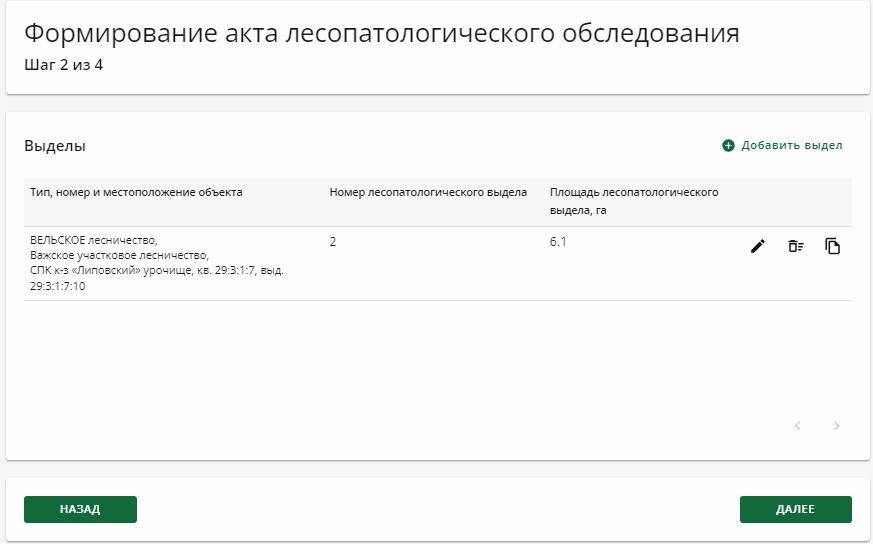 Формирование акта лесопатологического обследования
Шаг 2 из 4
Выделы
Добавить выдел
Тип, номер и местоположение объекта
Номер лесопатологического выдела
Площадь лесопатологического
выдела, га
ВЕЛЬСКОЕ лесничество,
Важское участковое лесничество,
СПК к-з «Липовский» урочище, кв. 29:3:1:7, выд.
29:3:1:7:10
2
6.1
НАЗАД
ДАЛЕЕ